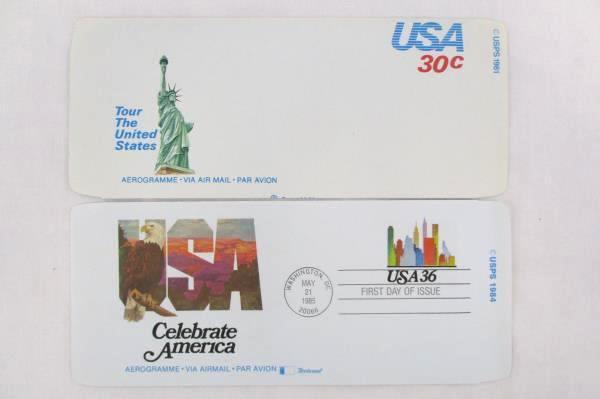 USA
30c
© USPS 1981
Tour
The
United
States
AEROGRAMME • VIA AIR MAIL • PAR AVION
USA
USA 36
© USPS 1984
WASHINGTON, DC
MAY
21
1985
20066
FIRST DAY OF ISSUE
Celebrate
America
AEROGRAMME • VIA AIRMAIL • PAR AVION